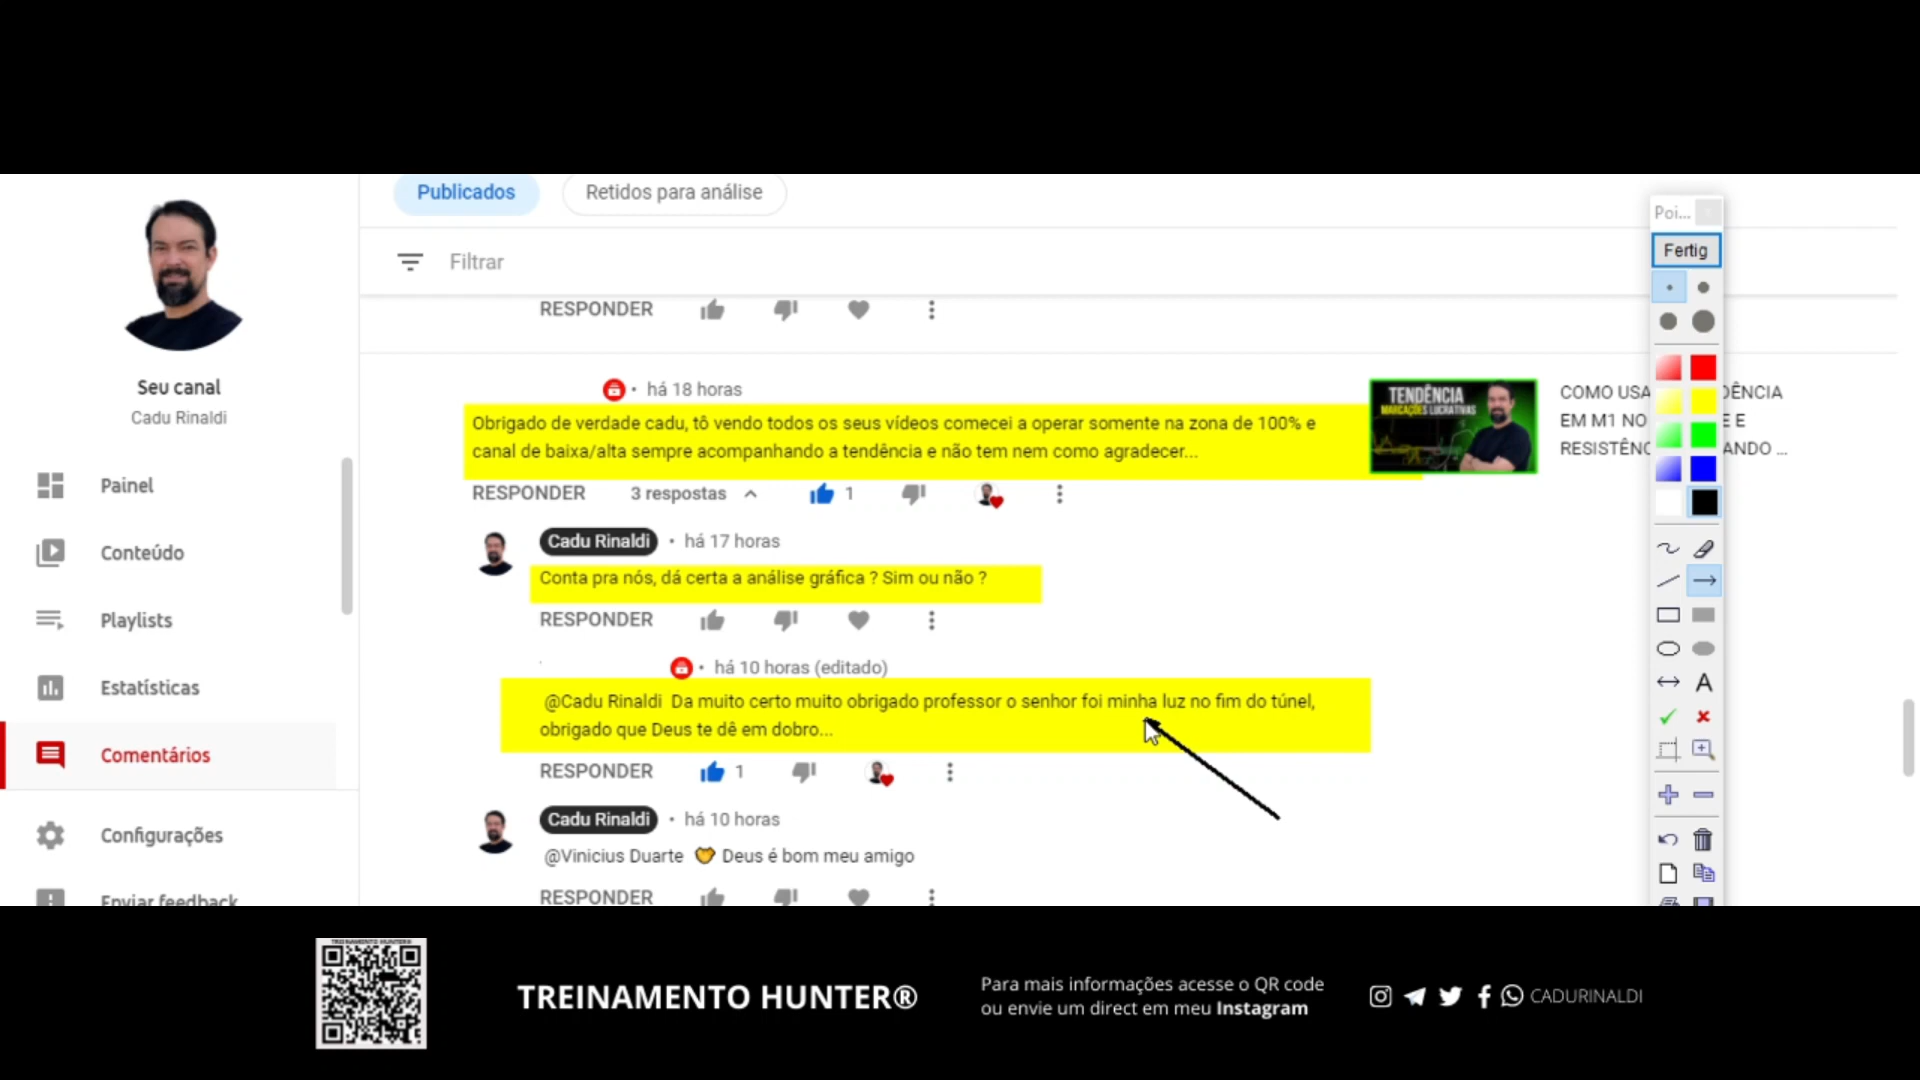 Publicados
Retidos para análise
Poi...
Fertig
Filtrar
RESPONDER
Seu canal
Cadu Rinaldi
Painel
Conteúdo
Playlists
Estatísticas
Comentários
Configurações
Enviar feedback
há 18 horas
Obrigado de verdade cadu, tô vendo todos os seus vídeos comecei a operar somente na zona de 100% e
canal de baixa/alta sempre acompanhando a tendência e não tem nem como agradecer...
RESPONDER 3 respostas 1
TENDÊNCIA
MARCAÇÕES LUCRATIVAS
COMO USA DÊNCIA
EM M1 NO E E
RESISTÊNC ANDO ...
Cadu Rinaldi • há 17 horas
Conta pra nós, dá certa a análise gráfica ? Sim ou não ?
RESPONDER
• há 10 horas (editado)
@Cadu Rinaldi Da muito certo muito obrigado professor o senhor foi minha luz no fim do túnel,
obrigado que Deus te dê em dobro...
RESPONDER 1
Cadu Rinaldi • há 10 horas
@Vinicius Duarte 🤝 Deus é bom meu amigo
RESPONDER
A
TREINAMENTO HUNTER®
TREINAMENTO HUNTER®
Para mais informações acesse o QR code
ou envie um direct em meu Instagram
CADURINALDI